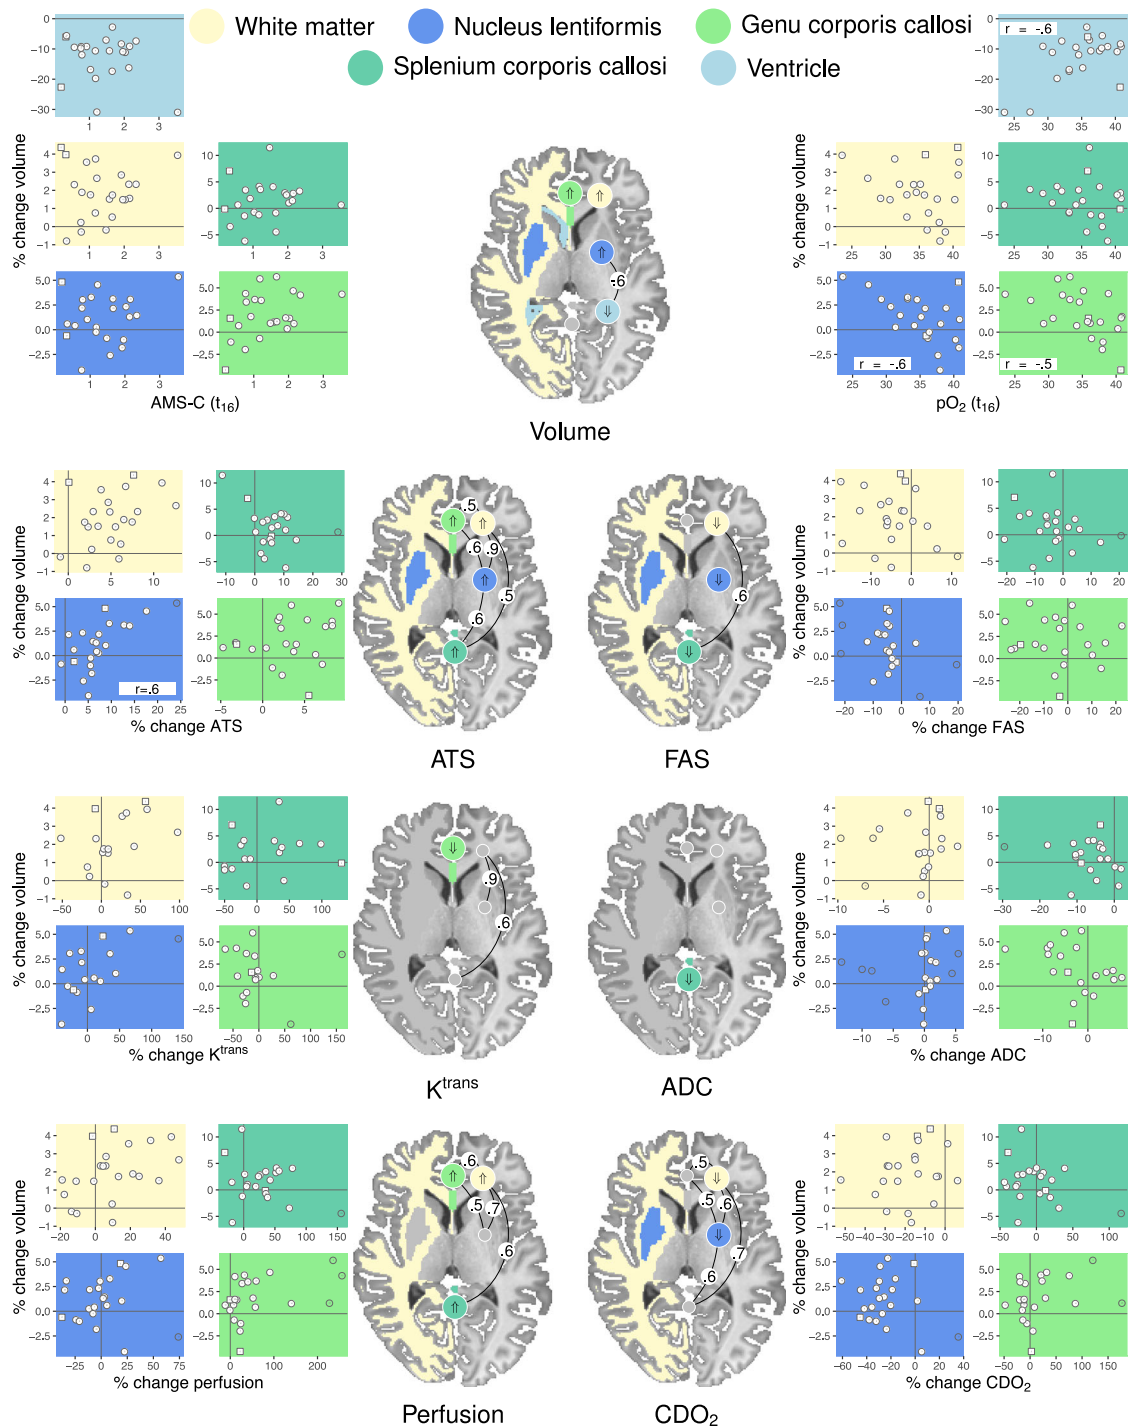 White matter
Nucleus lentiformis
Genu corporis callosi
Splenium corporis callosi
Ventricle
% change volume
AMS-C (t16)
r = -.6
r = -.6
r = -.5
% change volume
pO2 (t16)
-.6
Volume
% change volume
r=.6
% change ATS
.5
.6
.9
.6
.5
ATS
.6
FAS
% change volume
% change FAS
% change volume
% change Ktrans
.9
.6
Ktrans
ADC
% change volume
% change ADC
% change volume
% change perfusion
.6
.5
.7
.6
Perfusion
.5
.5
.6
.7
.6
CDO2
% change volume
% change CDO2